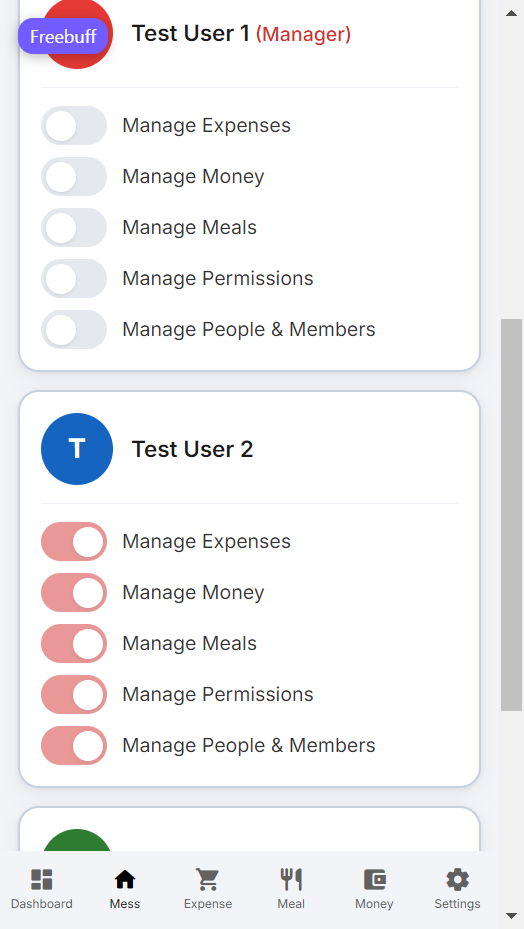 Freebuff
Test User 1 (Manager)
Manage Expenses
Manage Money
Manage Meals
Manage Permissions
Manage People & Members
T
Test User 2
Manage Expenses
Manage Money
Manage Meals
Manage Permissions
Manage People & Members
Dashboard
Mess
Expense
Meal
Money
Settings